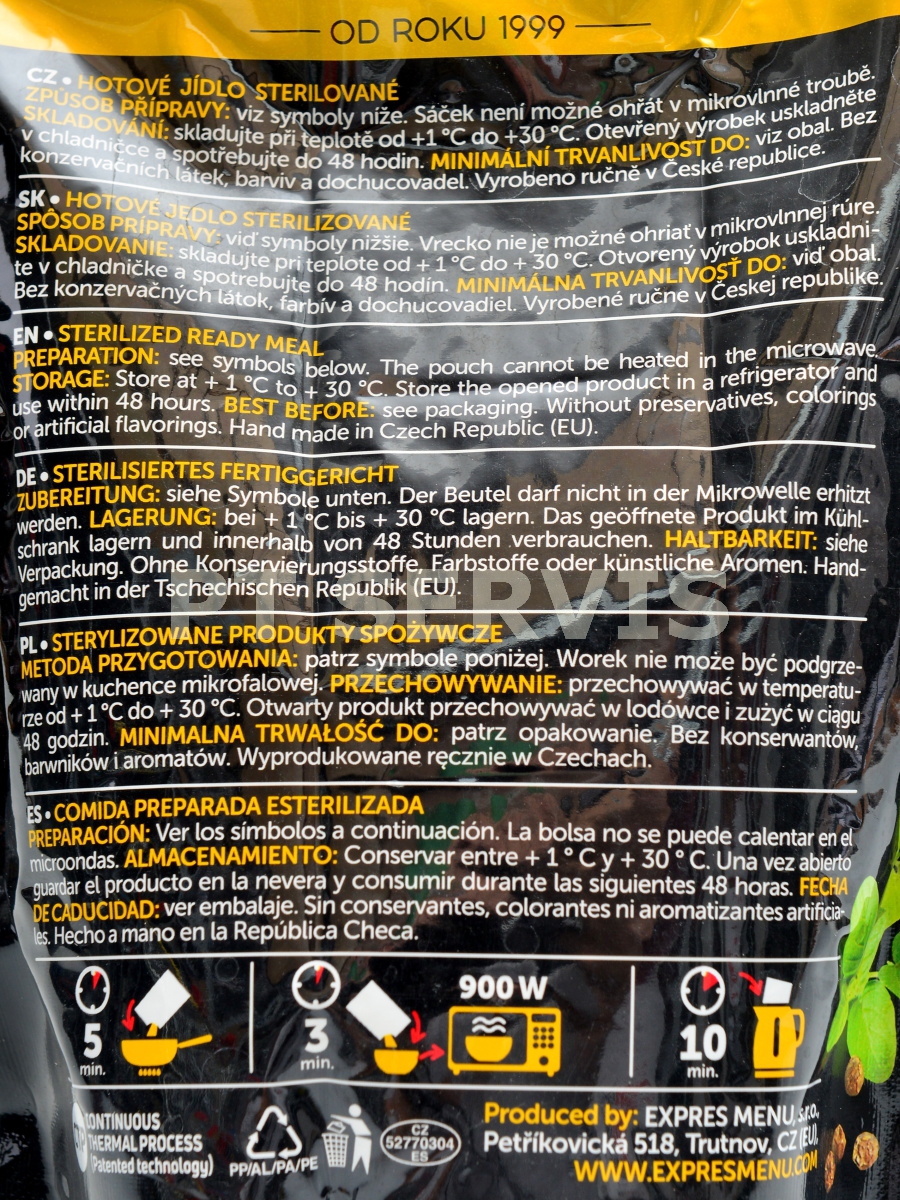 OD ROKU 1999
CZ • HOTOVÉ JÍDLO STERILOVANÉ
ZPŮSOB PŘÍPRAVY: viz symboly níže. Sáček není možné ohřát v mikrovlnné troubě.
SKLADOVÁNÍ: skladujte při teplotě od +1 °C do +30 °C. Otevřený výrobek uskladněte
v chladničce a spotřebujte do 48 hodin. MINIMÁLNÍ TRVANLIVOST DO: viz obal. Bez
konzervačních látek, barviv a dochucovadel. Vyrobeno ručně v České republice.
SK • HOTOVÉ JEDLO STERILIZOVANÉ
SPÔSOB PRÍPRAVY: viď symboly nižšie. Vrecko nie je možné ohriať v mikrovlnnej rúre.
SKLADOVANIE: skladujte pri teplote od + 1 °C do + 30 °C. Otvorený výrobok uskladni-
te v chladničke a spotrebujte do 48 hodín. MINIMÁLNA TRVANLIVOSŤ DO: viď obal.
Bez konzervačných látok, farbív a dochucovadiel. Vyrobené ručne v Českej republike.
EN • STERILIZED READY MEAL
PREPARATION: see symbols below. The pouch cannot be heated in the microwave.
STORAGE: Store at + 1 °C to + 30 °C. Store the opened product in a refrigerator and
use within 48 hours. BEST BEFORE: see packaging. Without preservatives, colorings
or artificial flavorings. Hand made in Czech Republic (EU).
DE • STERILISIERTES FERTIGGERICHT
ZUBEREITUNG: siehe Symbole unten. Der Beutel darf nicht in der Mikrowelle erhitzt
werden. LAGERUNG: bei + 1 °C bis + 30 °C lagern. Das geöffnete Produkt im Kühl-
schrank lagern und innerhalb von 48 Stunden verbrauchen. HALTBARKEIT: siehe
Verpackung. Ohne Konservierungsstoffe, Farbstoffe oder künstliche Aromen. Hand-
gemacht in der Tschechischen Republik (EU).
PT SERVIS
PL • STERYLIZOWANE PRODUKTY SPOŻYWCZE
METODA PRZYGOTOWANIA: patrz symbole poniżej. Worek nie może być podgrze-
wany w kuchence mikrofalowej. PRZECHOWYWANIE: przechowywać w temperatu-
rze od + 1 °C do + 30 °C. Otwarty produkt przechowywać w lodówce i zużyć w ciągu
48 godzin. MINIMALNA TRWAŁOŚĆ DO: patrz opakowanie. Bez konserwantów,
barwników i aromatów. Wyprodukowane ręcznie w Czechach.
ES • COMIDA PREPARADA ESTERILIZADA
PREPARACIÓN: Ver los símbolos a continuación. La bolsa no se puede calentar en el
microondas. ALMACENAMIENTO: Conservar entre + 1 ° C y + 30 ° C. Una vez abierto
guardar el producto en la nevera y consumir durante las siguientes 48 horas. FECHA
DE CADUCIDAD: ver embalaje. Sin conservantes, colorantes ni aromatizantes artificia-
les. Hecho a mano en la República Checa.
5
min.
3
min.
900 W
10
min.
CONTINUOUS
THERMAL PROCESS
(Patented technology)
PP/AL/PA/PE
CZ
52770304
ES
Produced by: EXPRES MENU, s.r.o.,
Petříkovická 518, Trutnov, CZ (EU),
WWW.EXPRESMENU.COM